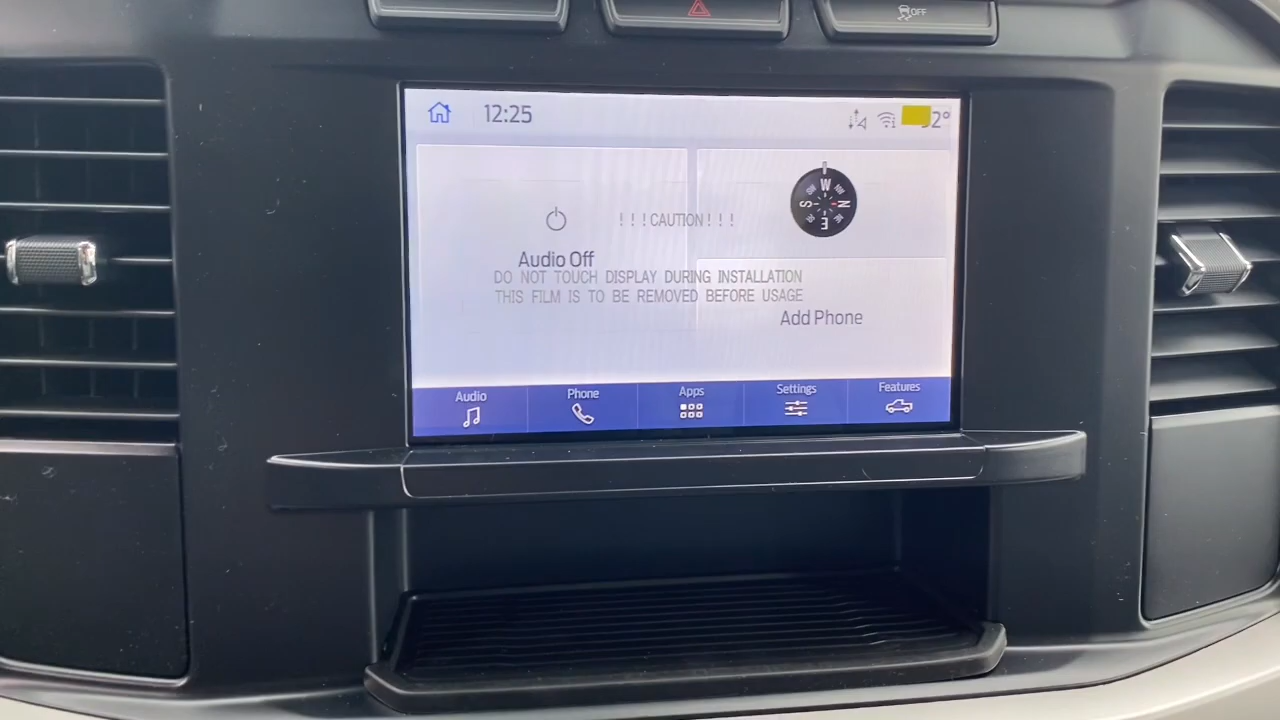 OFF
12:25
2°
W
S N
E
! ! ! CAUTION ! ! !
Audio Off
DO NOT TOUCH DISPLAY DURING INSTALLATION
THIS FILM IS TO BE REMOVED BEFORE USAGE
Add Phone
Audio Phone Apps Settings Features